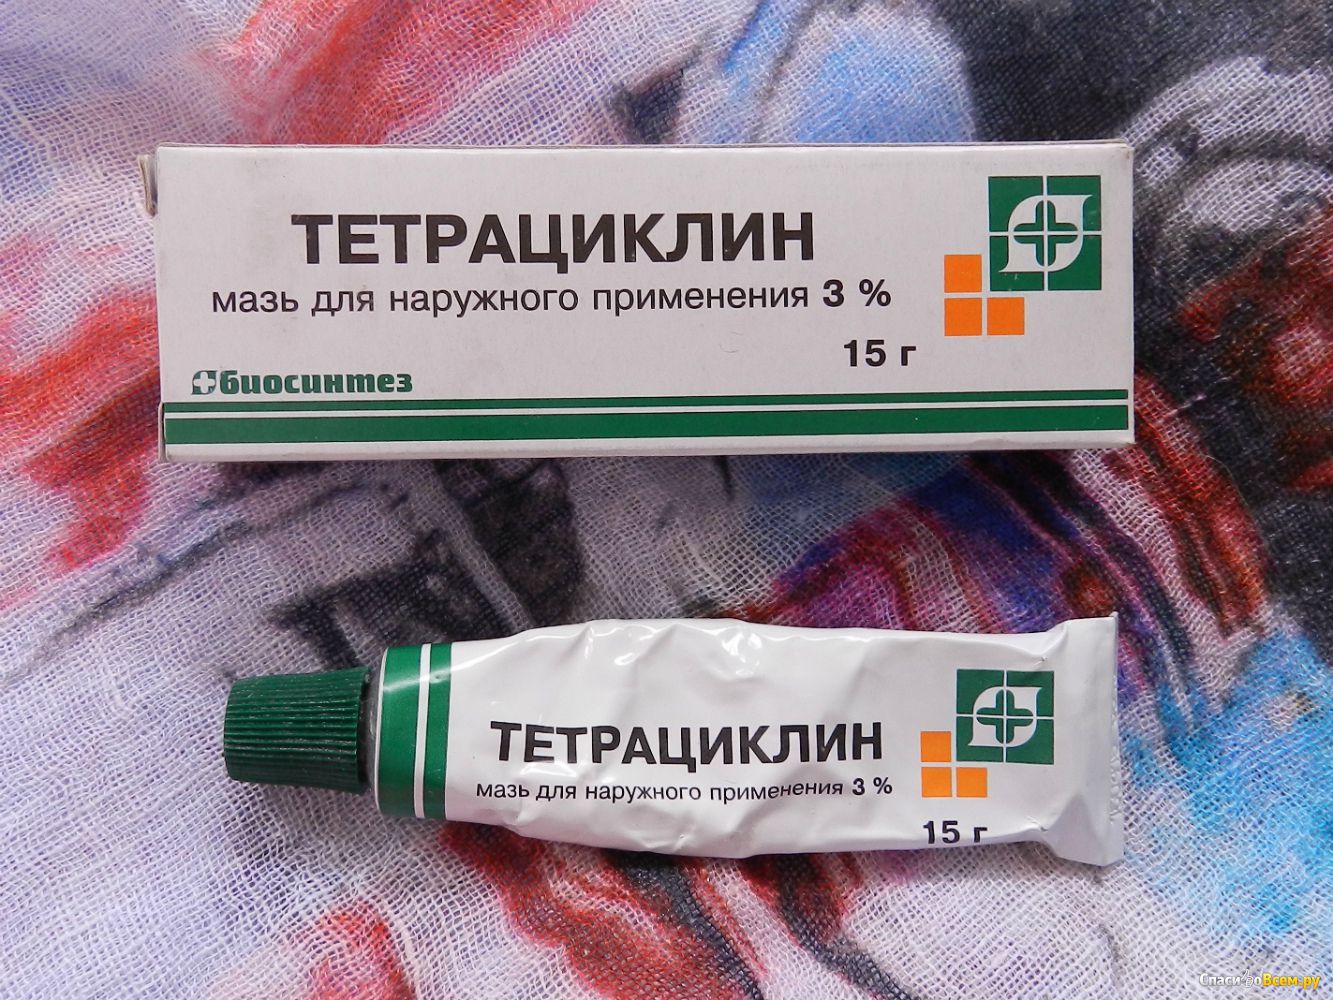 ТЕТРАЦИКЛИН
мазь для наружного применения 3 %
15 г
биосинтез
ТЕТРАЦИКЛИН
мазь для наружного применения 3 %
15 г
СпасибоВсем.ру